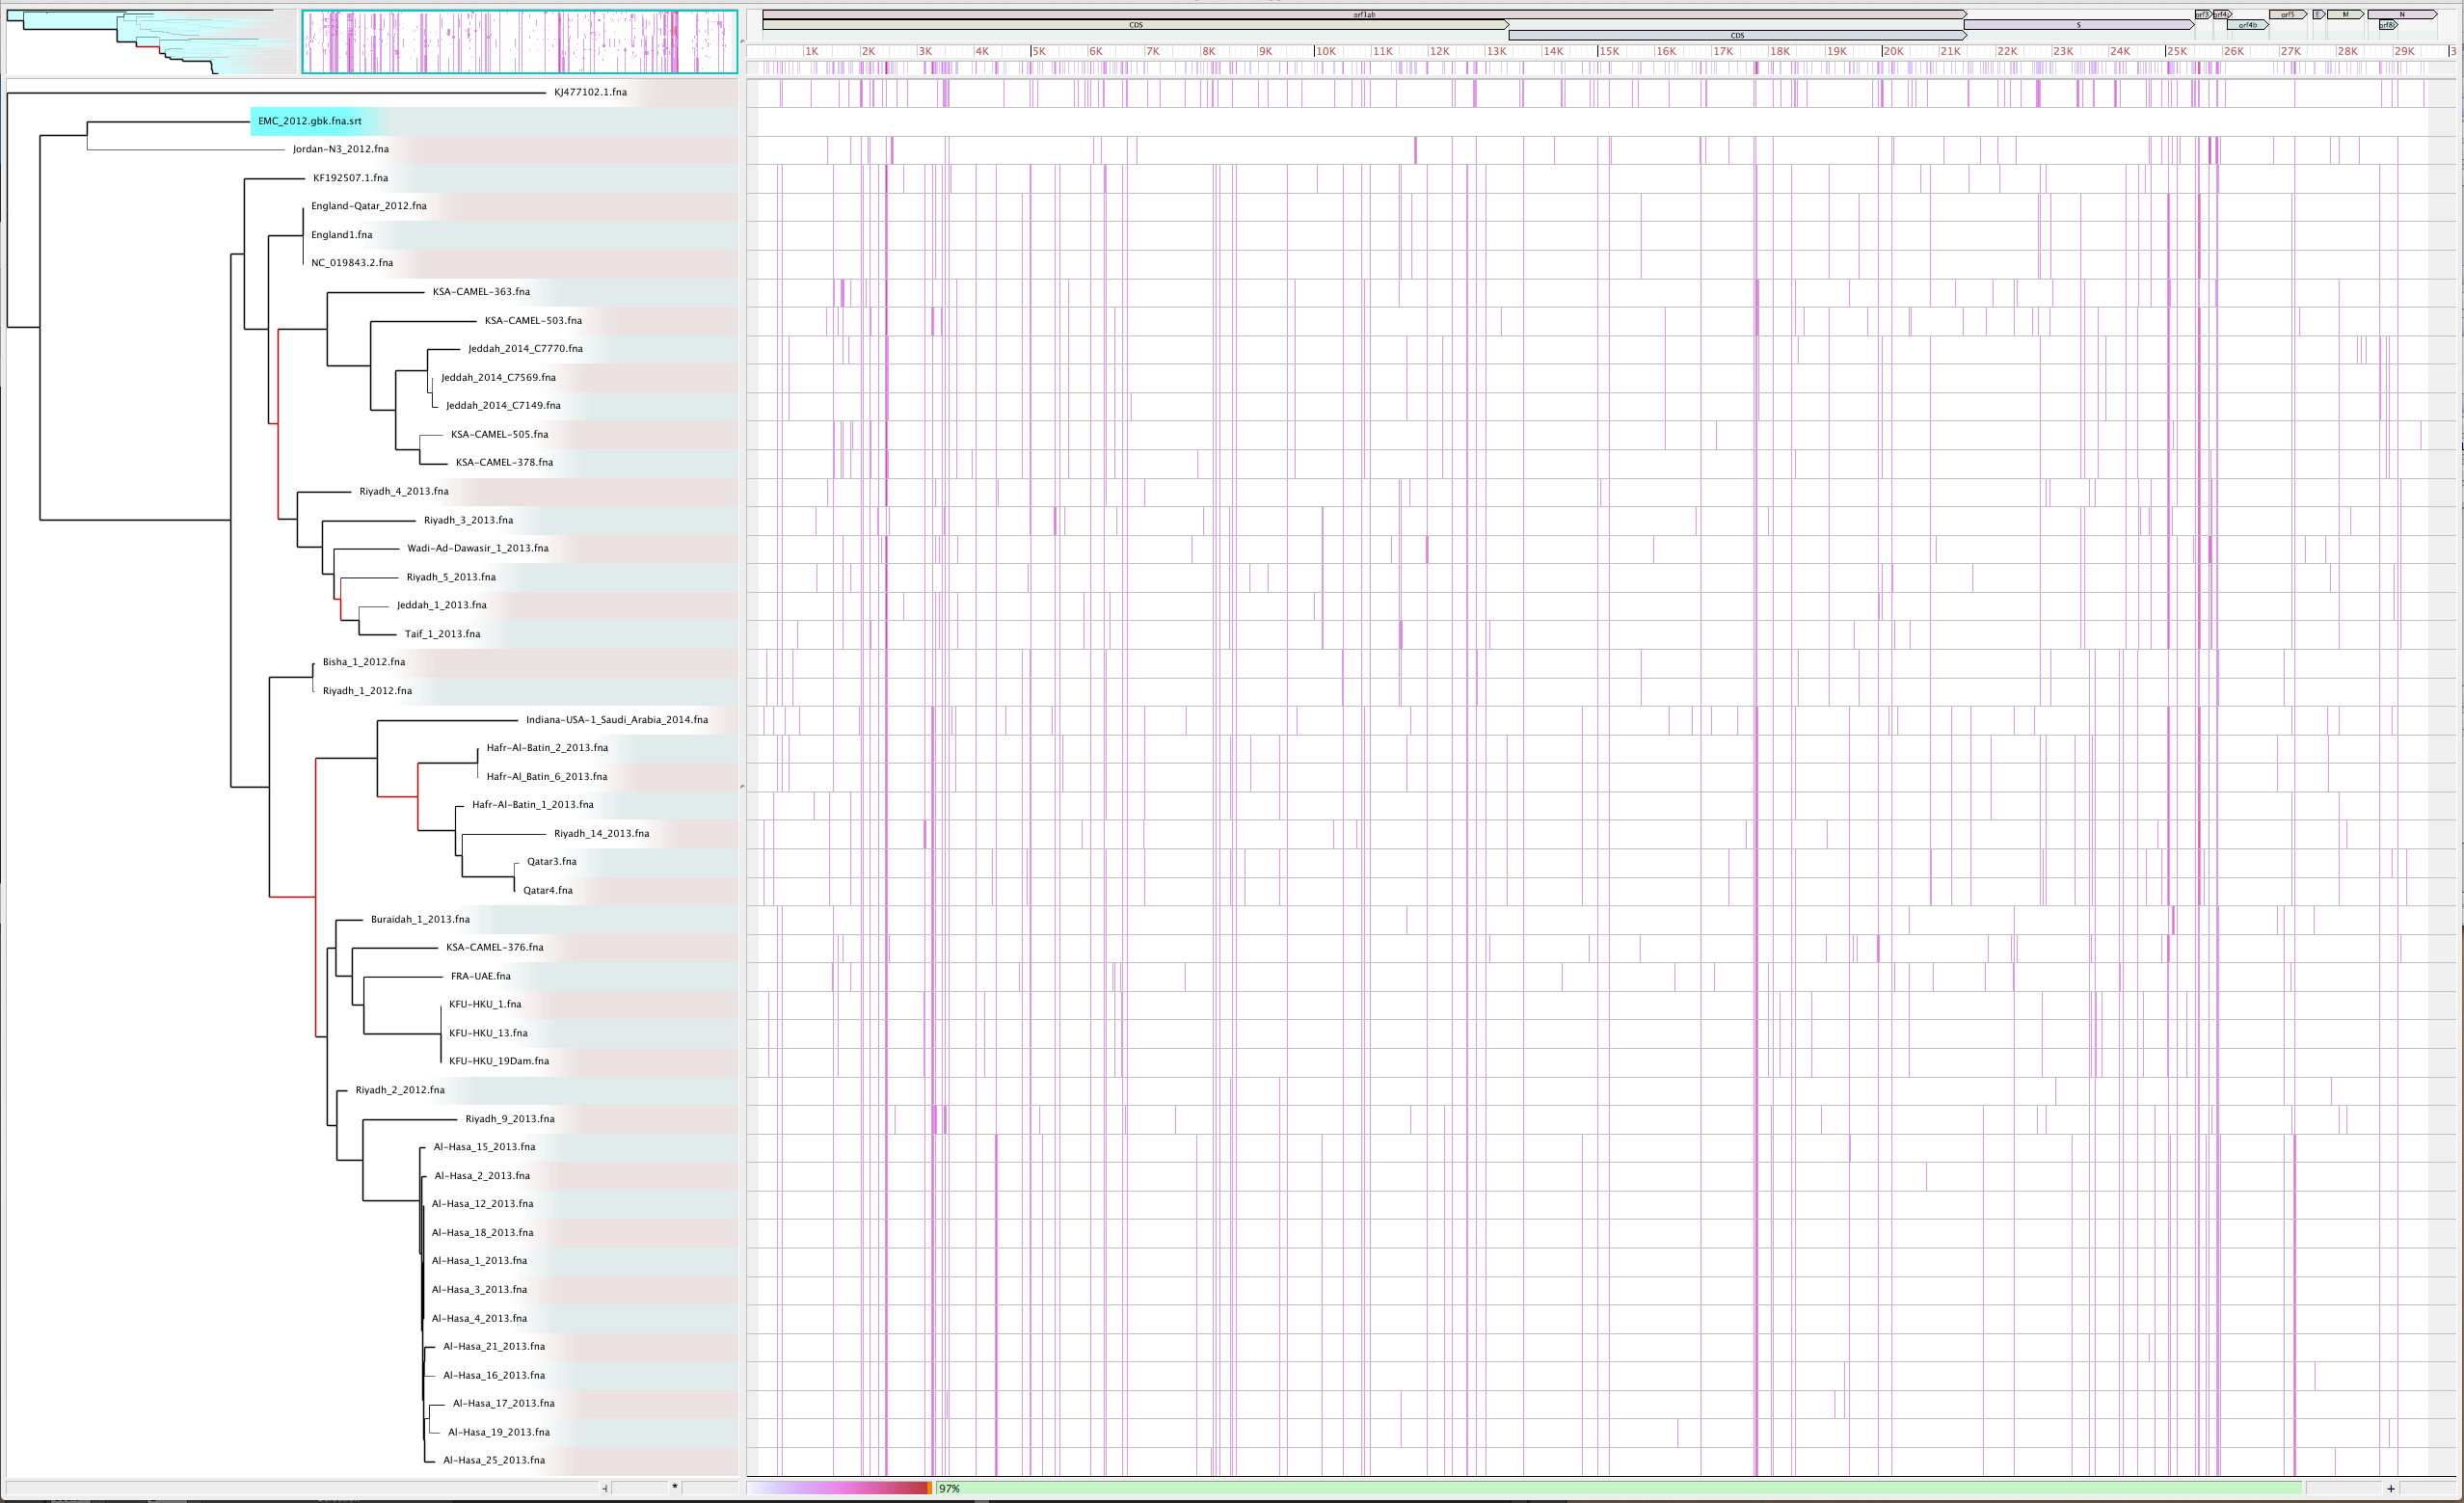 orf1ab
CDS
S
orf3
orf4
orf4b
orf5
E
M
N
orf8
CDS
1K 2K 3K 4K 5K 6K 7K 8K 9K 10K 11K 12K 13K 14K 15K 16K 17K 18K 19K 20K 21K 22K 23K 24K 25K 26K 27K 28K 29K 3
KJ477102.1.fna
EMC_2012.gbk.fna.srt
Jordan-N3_2012.fna
KF192507.1.fna
England-Qatar_2012.fna
England1.fna
NC_019843.2.fna
KSA-CAMEL-363.fna
KSA-CAMEL-503.fna
Jeddah_2014_C7770.fna
Jeddah_2014_C7569.fna
Jeddah_2014_C7149.fna
KSA-CAMEL-505.fna
KSA-CAMEL-378.fna
Riyadh_4_2013.fna
Riyadh_3_2013.fna
Wadi-Ad-Dawasir_1_2013.fna
Riyadh_5_2013.fna
Jeddah_1_2013.fna
Taif_1_2013.fna
Bisha_1_2012.fna
Riyadh_1_2012.fna
Indiana-USA-1_Saudi_Arabia_2014.fna
Hafr-Al-Batin_2_2013.fna
Hafr-Al_Batin_6_2013.fna
Hafr-Al-Batin_1_2013.fna
Riyadh_14_2013.fna
Qatar3.fna
Qatar4.fna
Buraidah_1_2013.fna
KSA-CAMEL-376.fna
FRA-UAE.fna
KFU-HKU_1.fna
KFU-HKU_13.fna
KFU-HKU_19Dam.fna
Riyadh_2_2012.fna
Riyadh_9_2013.fna
Al-Hasa_15_2013.fna
Al-Hasa_2_2013.fna
Al-Hasa_12_2013.fna
Al-Hasa_18_2013.fna
Al-Hasa_1_2013.fna
Al-Hasa_3_2013.fna
Al-Hasa_4_2013.fna
Al-Hasa_21_2013.fna
Al-Hasa_16_2013.fna
Al-Hasa_17_2013.fna
Al-Hasa_19_2013.fna
Al-Hasa_25_2013.fna
* 97% +